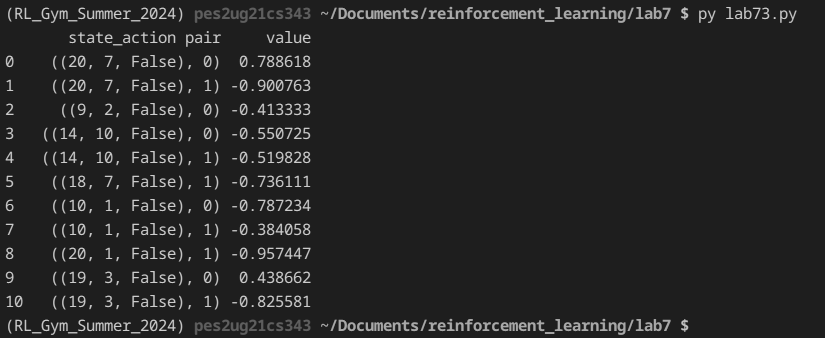 (RL_Gym_Summer_2024) pes2ug21cs343 ~/Documents/reinforcement_learning/lab7 $ py lab73.py
state_action pair value
0 ((20, 7, False), 0) 0.788618
1 ((20, 7, False), 1) -0.900763
2 ((9, 2, False), 0) -0.413333
3 ((14, 10, False), 0) -0.550725
4 ((14, 10, False), 1) -0.519828
5 ((18, 7, False), 1) -0.736111
6 ((10, 1, False), 0) -0.787234
7 ((10, 1, False), 1) -0.384058
8 ((20, 1, False), 1) -0.957447
9 ((19, 3, False), 0) 0.438662
10 ((19, 3, False), 1) -0.825581
(RL_Gym_Summer_2024) pes2ug21cs343 ~/Documents/reinforcement_learning/lab7 $